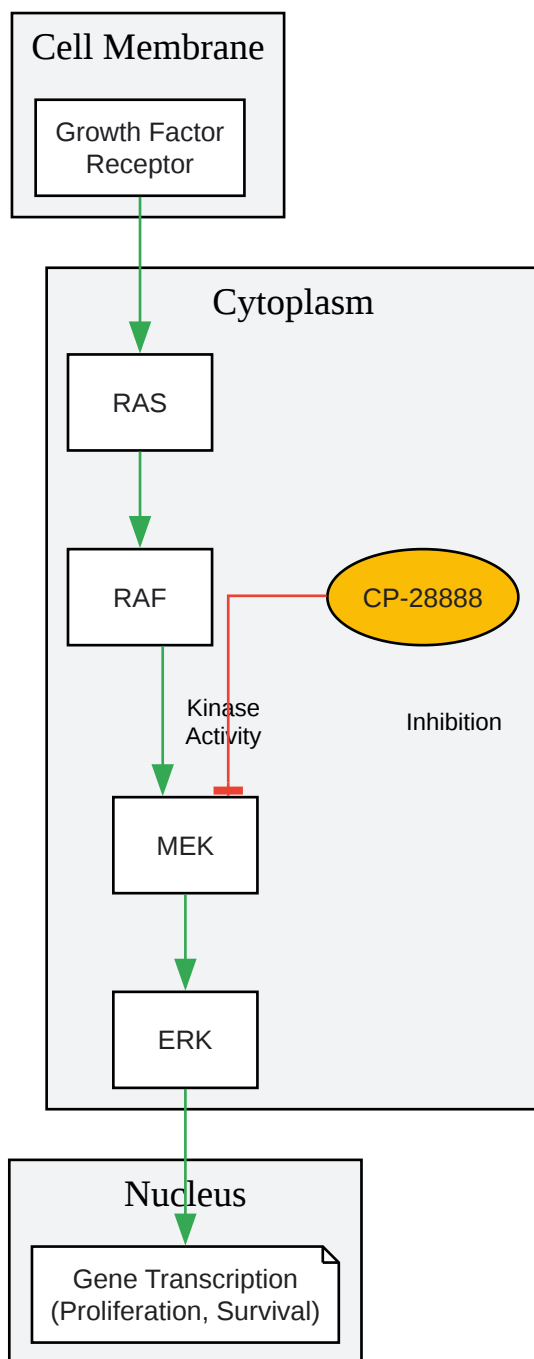 Cell Membrane
Growth Factor
Receptor
Cytoplasm
RAS
RAF
CP-28888
Kinase
Activity
Inhibition
MEK
ERK
Nucleus
Gene Transcription
(Proliferation, Survival)